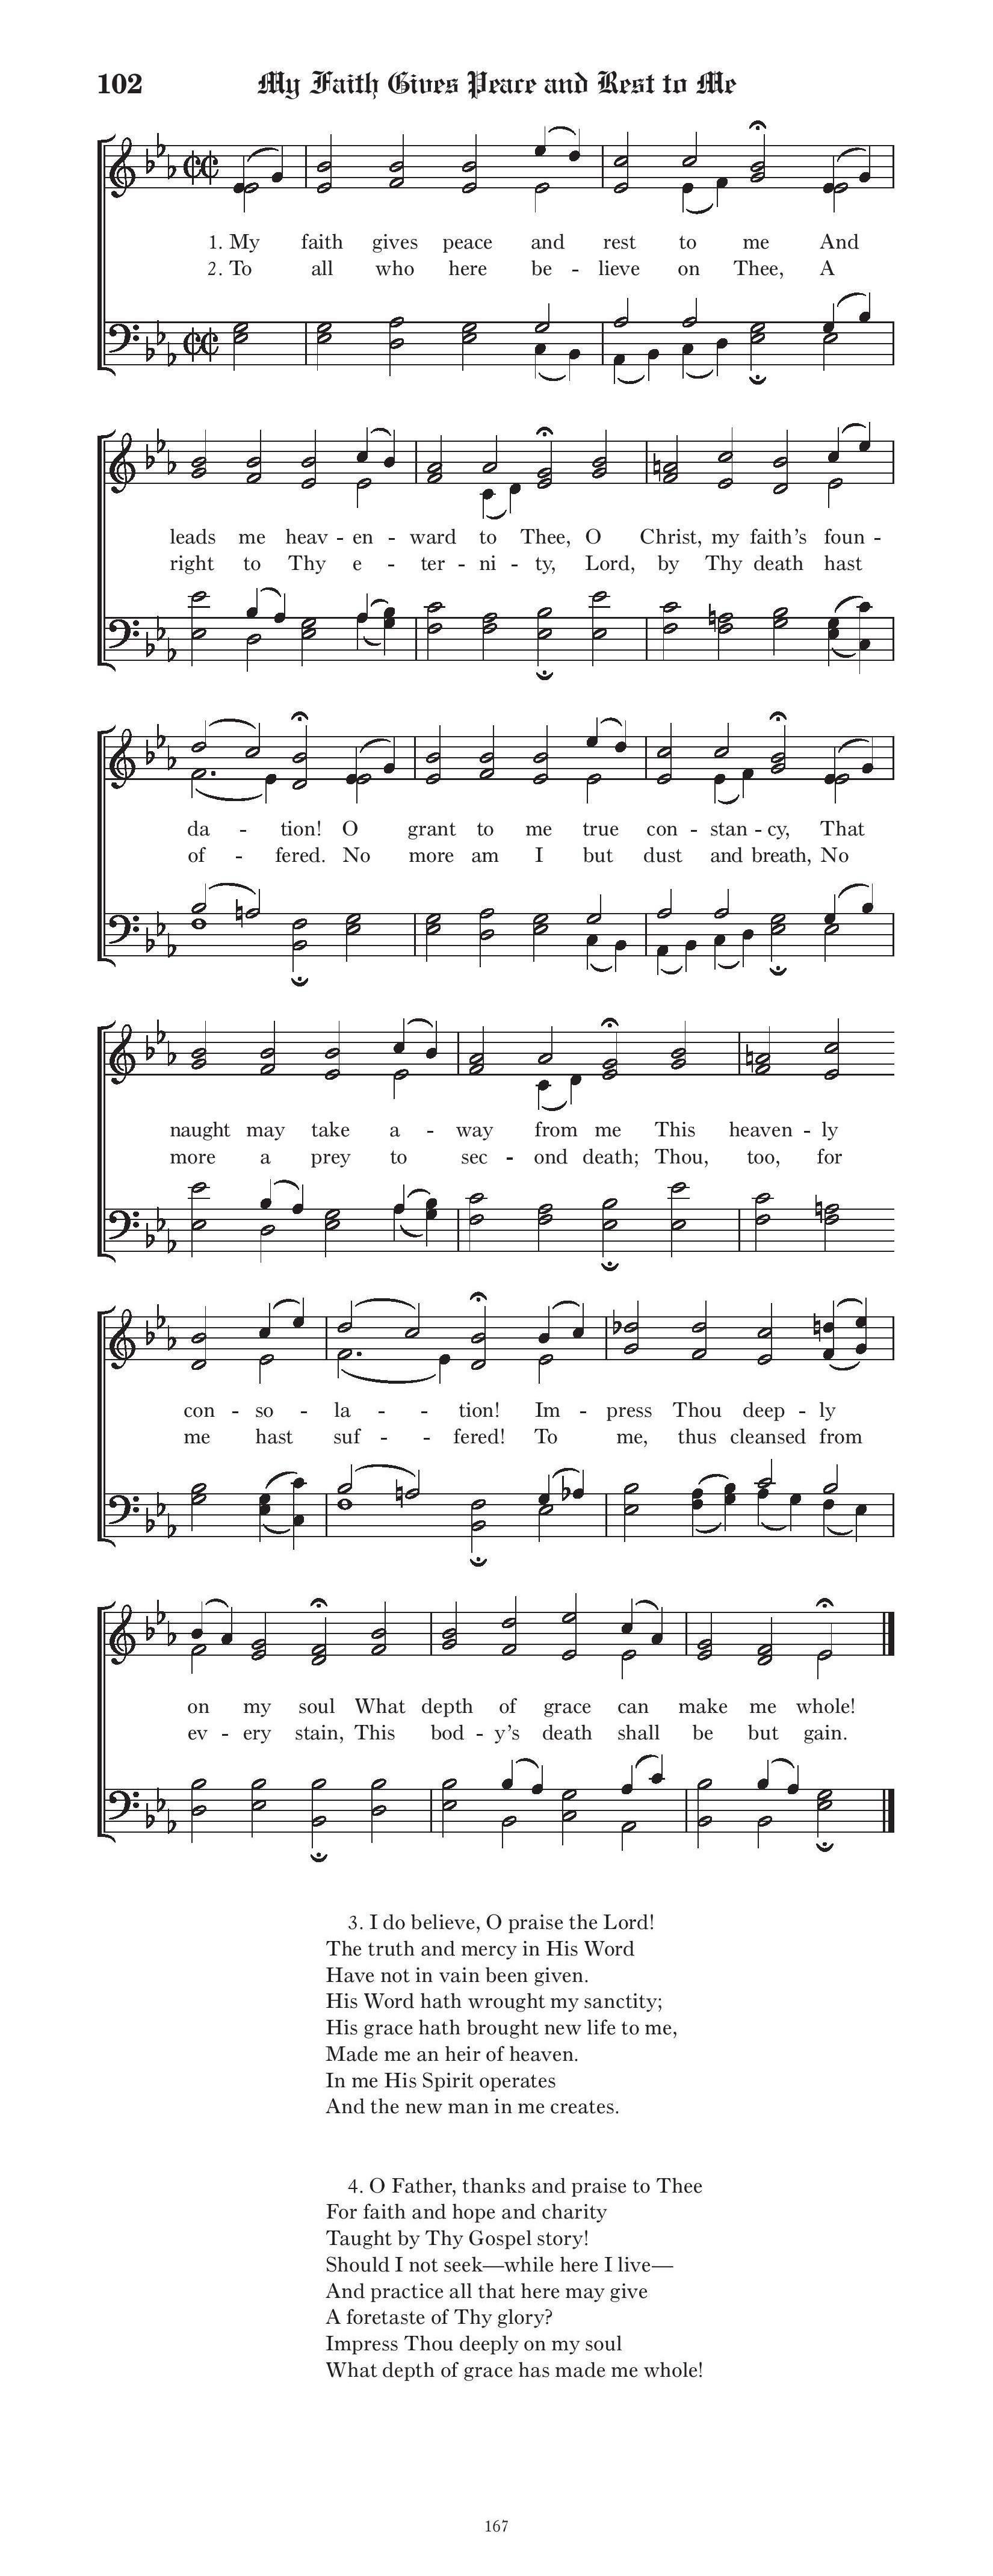 102 My Faith Gives Peace and Rest to Me
1. My faith gives peace and rest to me And
2. To all who here be - lieve on Thee, A
leads me heav - en - ward to Thee, O Christ, my faith’s foun -
right to Thy e - ter - ni - ty, Lord, by Thy death hast
da - tion! O grant to me true con - stan - cy, That
of - fered. No more am I but dust and breath, No
naught may take a - way from me This heaven - ly
more a prey to sec - ond death; Thou, too, for
con - so - la - - tion! Im - press Thou deep - ly
me hast suf - - fered! To me, thus cleansed from
on my soul What depth of grace can make me whole!
ev - ery stain, This bod - y’s death shall be but gain.
3. I do believe, O praise the Lord!
The truth and mercy in His Word
Have not in vain been given.
His Word hath wrought my sanctity;
His grace hath brought new life to me,
Made me an heir of heaven.
In me His Spirit operates
And the new man in me creates.
4. O Father, thanks and praise to Thee
For faith and hope and charity
Taught by Thy Gospel story!
Should I not seek—while here I live—
And practice all that here may give
A foretaste of Thy glory?
Impress Thou deeply on my soul
What depth of grace has made me whole!
167